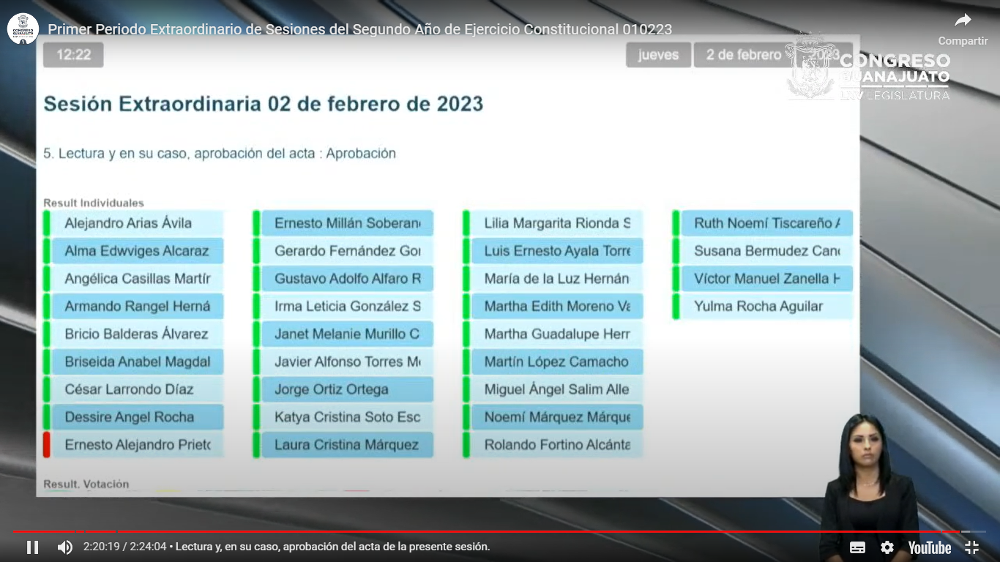 Primer Periodo Extraordinario de Sesiones del Segundo Año de Ejercicio Constitucional 010223
Compartir
12:22
jueves
2 de febrero
2023
CONGRESO
GUANAJUATO
LXV LEGISLATURA
Sesión Extraordinaria 02 de febrero de 2023
5. Lectura y en su caso, aprobación del acta : Aprobación
Result Individuales
Alejandro Arias Ávila
Alma Edwviges Alcaraz
Angélica Casillas Martír
Armando Rangel Herná
Bricio Balderas Álvarez
Briseida Anabel Magdal
César Larrondo Díaz
Dessire Angel Rocha
Ernesto Alejandro Prieto
Ernesto Millán Soberan
Gerardo Fernández Gon
Gustavo Adolfo Alfaro R
Irma Leticia González S
Janet Melanie Murillo C
Javier Alfonso Torres M
Jorge Ortiz Ortega
Katya Cristina Soto Esc
Laura Cristina Márquez
Lilia Margarita Rionda S
Luis Ernesto Ayala Torre
María de la Luz Hernán
Martha Edith Moreno Va
Martha Guadalupe Herr
Martín López Camacho
Miguel Ángel Salim Alle
Noemí Márquez Márque
Rolando Fortino Alcánta
Ruth Noemí Tiscareño A
Susana Bermudez Can
Víctor Manuel Zanella H
Yulma Rocha Aguilar
Result. Votación
2:20:19 / 2:24:04 • Lectura y, en su caso, aprobación del acta de la presente sesión.
YouTube